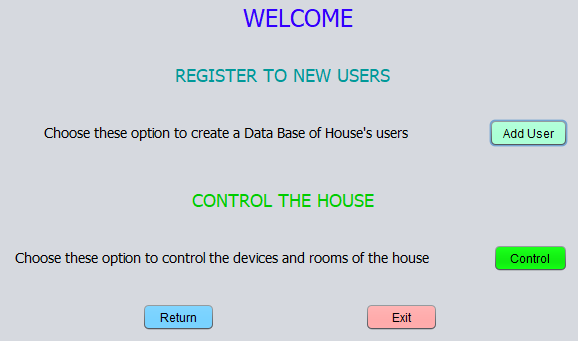 WELCOME
REGISTER TO NEW USERS
Choose these option to create a Data Base of House's users
Add User
CONTROL THE HOUSE
Choose these option to control the devices and rooms of the house
Control
Return
Exit